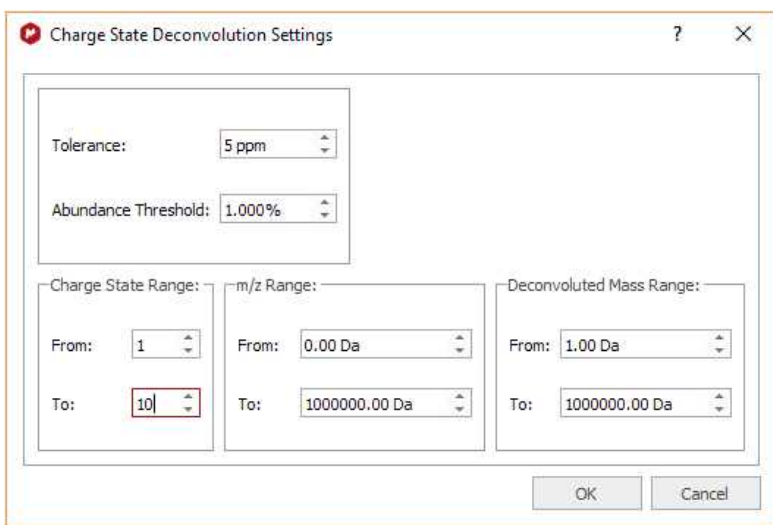 Charge State Deconvolution Settings
?
Tolerance: 5 ppm
Abundance Threshold: 1.000%
Charge State Range:
From: 1
To: 10
m/z Range:
From: 0.00 Da
To: 1000000.00 Da
Deconvoluted Mass Range:
From: 1.00 Da
To: 1000000.00 Da
OK
Cancel